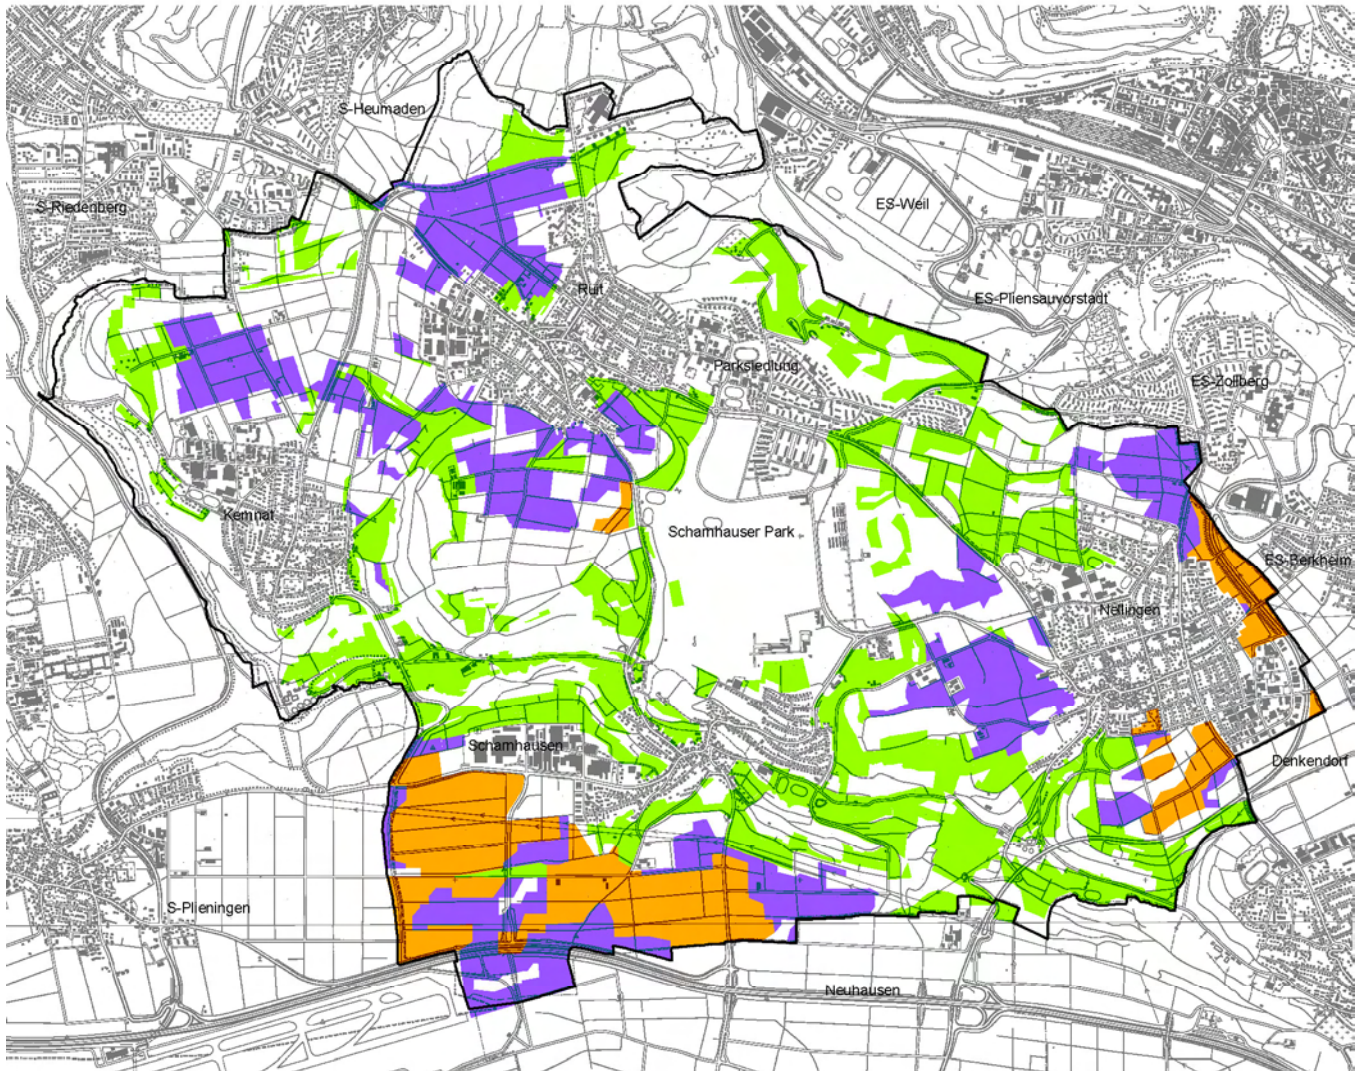 S-Heumaden
S-Riedenberg
ES-Weil
Ruit
ES-Pliensauvorstadt
Parksiedlung
ES-Zollberg
Kemnat
Scharnhauser Park
ES-Berkheim
Nellingen
Scharnhausen
Denkendorf
S-Plieningen
Neuhausen